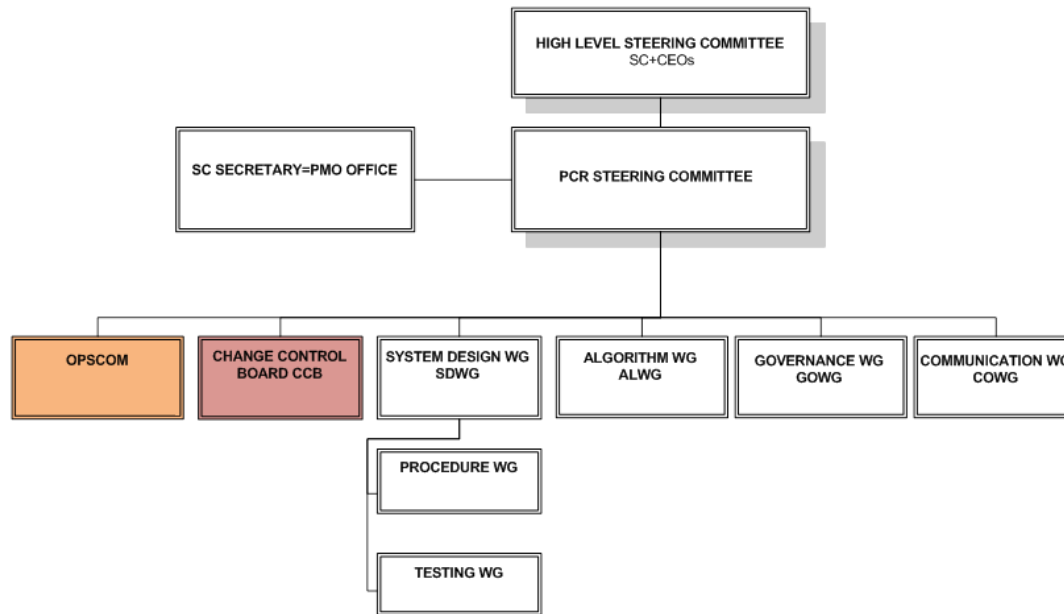 HIGH LEVEL STEERING COMMITTEE
SC+CEOs
SC SECRETARY=PMO OFFICE
PCR STEERING COMMITTEE
OPSCOM
CHANGE CONTROL
BOARD CCB
SYSTEM DESIGN WG
SDWG
ALGORITHM WG
ALWG
GOVERNANCE WG
GOWG
COMMUNICATION WG
COWG
PROCEDURE WG
TESTING WG